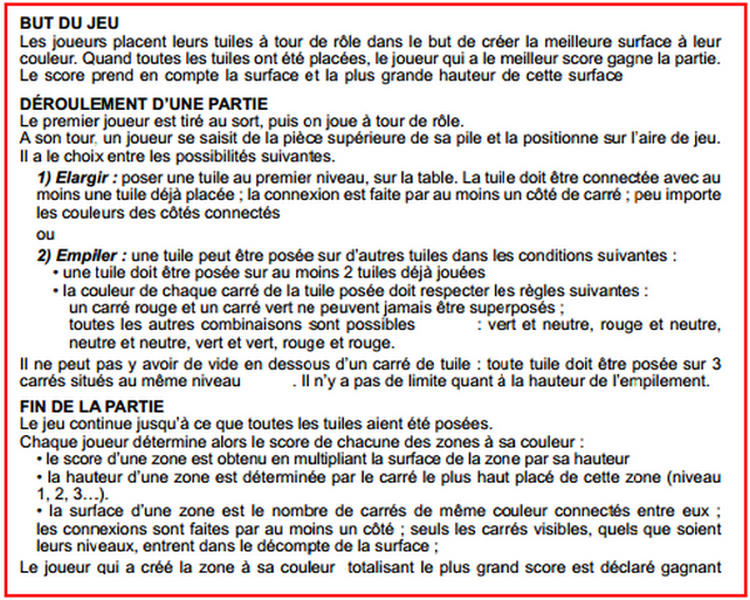 BUT DU JEU
Les joueurs placent leurs tuiles à tour de rôle dans le but de créer la meilleure surface à leur
couleur. Quand toutes les tuiles ont été placées, le joueur qui a le meilleur score gagne la partie.
Le score prend en compte la surface et la plus grande hauteur de cette surface
DÉROULEMENT D'UNE PARTIE
Le premier joueur est tiré au sort, puis on joue à tour de rôle.
A son tour, un joueur se saisit de la pièce supérieure de sa pile et la positionne sur l'aire de jeu.
Il a le choix entre les possibilités suivantes.
1) Elargir : poser une tuile au premier niveau, sur la table. La tuile doit être connectée avec au
moins une tuile déjà placée ; la connexion est faite par au moins un côté de carré ; peu importe
les couleurs des côtés connectés
ou
2) Empiler : une tuile peut être posée sur d'autres tuiles dans les conditions suivantes :
• une tuile doit être posée sur au moins 2 tuiles déjà jouées
• la couleur de chaque carré de la tuile posée doit respecter les règles suivantes :
un carré rouge et un carré vert ne peuvent jamais être superposés ;
toutes les autres combinaisons sont possibles : vert et neutre, rouge et neutre,
neutre et neutre, vert et vert, rouge et rouge.
Il ne peut pas y avoir de vide en dessous d'un carré de tuile : toute tuile doit être posée sur 3
carrés situés au même niveau . Il n'y a pas de limite quant à la hauteur de l'empilement.
FIN DE LA PARTIE
Le jeu continue jusqu'à ce que toutes les tuiles aient été posées.
Chaque joueur détermine alors le score de chacune des zones à sa couleur :
• le score d'une zone est obtenu en multipliant la surface de la zone par sa hauteur
• la hauteur d'une zone est déterminée par le carré le plus haut placé de cette zone (niveau
1, 2, 3...).
• la surface d'une zone est le nombre de carrés de même couleur connectés entre eux ;
les connexions sont faites par au moins un côté ; seuls les carrés visibles, quels que soient
leurs niveaux, entrent dans le décompte de la surface ;
Le joueur qui a créé la zone à sa couleur totalisant le plus grand score est déclaré gagnant